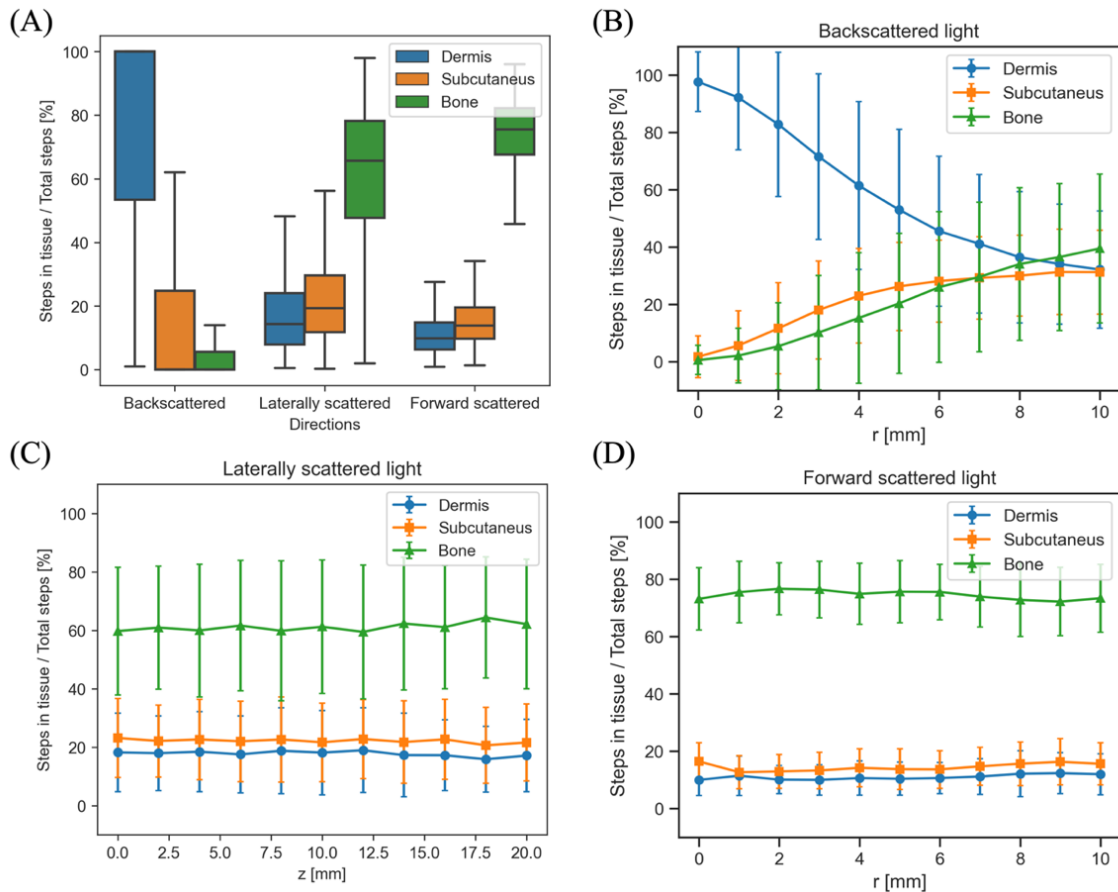 (A)
Steps in tissue / Total steps [%]
100
80
60
40
20
0
Dermis
Subcutaneus
Bone
Backscattered
Laterally scattered
Forward scattered
Directions
(B)
Backscattered light
Steps in tissue / Total steps [%]
100
80
60
40
20
0
Dermis
Subcutaneus
Bone
0 2 4 6 8 10
r [mm]
(C)
Laterally scattered light
Steps in tissue / Total steps [%]
100
80
60
40
20
0
Dermis
Subcutaneus
Bone
0.0 2.5 5.0 7.5 10.0 12.5 15.0 17.5 20.0
z [mm]
(D)
Forward scattered light
Steps in tissue / Total steps [%]
100
80
60
40
20
0
Dermis
Subcutaneus
Bone
0 2 4 6 8 10
r [mm]